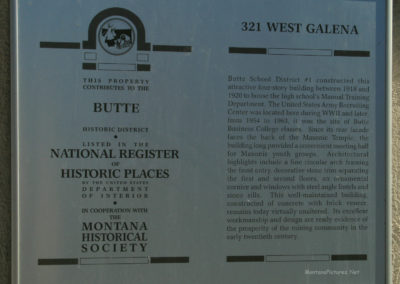 THIS PROPERTY
CONTRIBUTES TO THE
BUTTE
HISTORIC DISTRICT
LISTED IN THE
NATIONAL REGISTER
OF
HISTORIC PLACES
BY THE UNITED STATES
DEPARTMENT
OF INTERIOR
IN COOPERATION WITH
THE
MONTANA
HISTORICAL
SOCIETY
321 WEST GALENA
Butte School District #1 constructed this
attractive four-story building between 1918 and
1920 to house the high school's Manual Training
Department. The United States Army Recruiting
Center was located here during WWII and later,
from 1954 to 1963, it was the site of Butte
Business College classes. Since its rear facade
faces the back of the Masonic Temple, the
building long provided a convenient meeting hall
for Masonic youth groups. Architectural
highlights include a fine circular arch framing
the front entry, decorative stone trim separating
the first and second floors, an ornamental
cornice and windows with steel angle lintels and
stone sills. This well-maintained building,
constructed of concrete with brick veneer,
remains today virtually unaltered. Its excellent
workmanship and design are ready evidence of
the prosperity of the mining community in the
early twentieth century.
MontanaPictures.Net